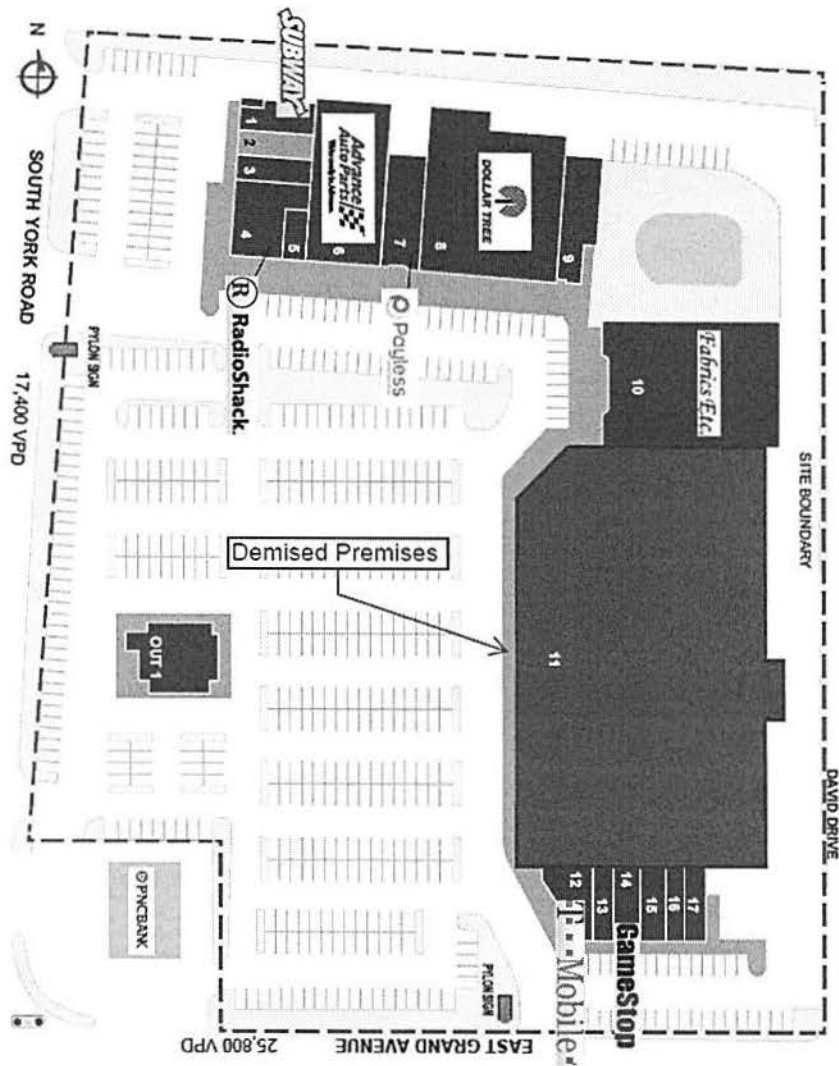 N
SOUTH YORK ROAD
17,400 VPD
PYLON SIGN
SUBWAY
1
2
3
4
5
Advance
Auto Parts
6
7
8
DOLLAR TREE
9
R RadioShack.
Payless
10
Fabrics Etc.
SITE BOUNDARY
Demised Premises
11
OUT 1
DAVID DRIVE
12
13
14
15
16
17
T··Mobile
GameStop
PNCBANK
PYLON SIGN
EAST GRAND AVENUE
25,800 VPD